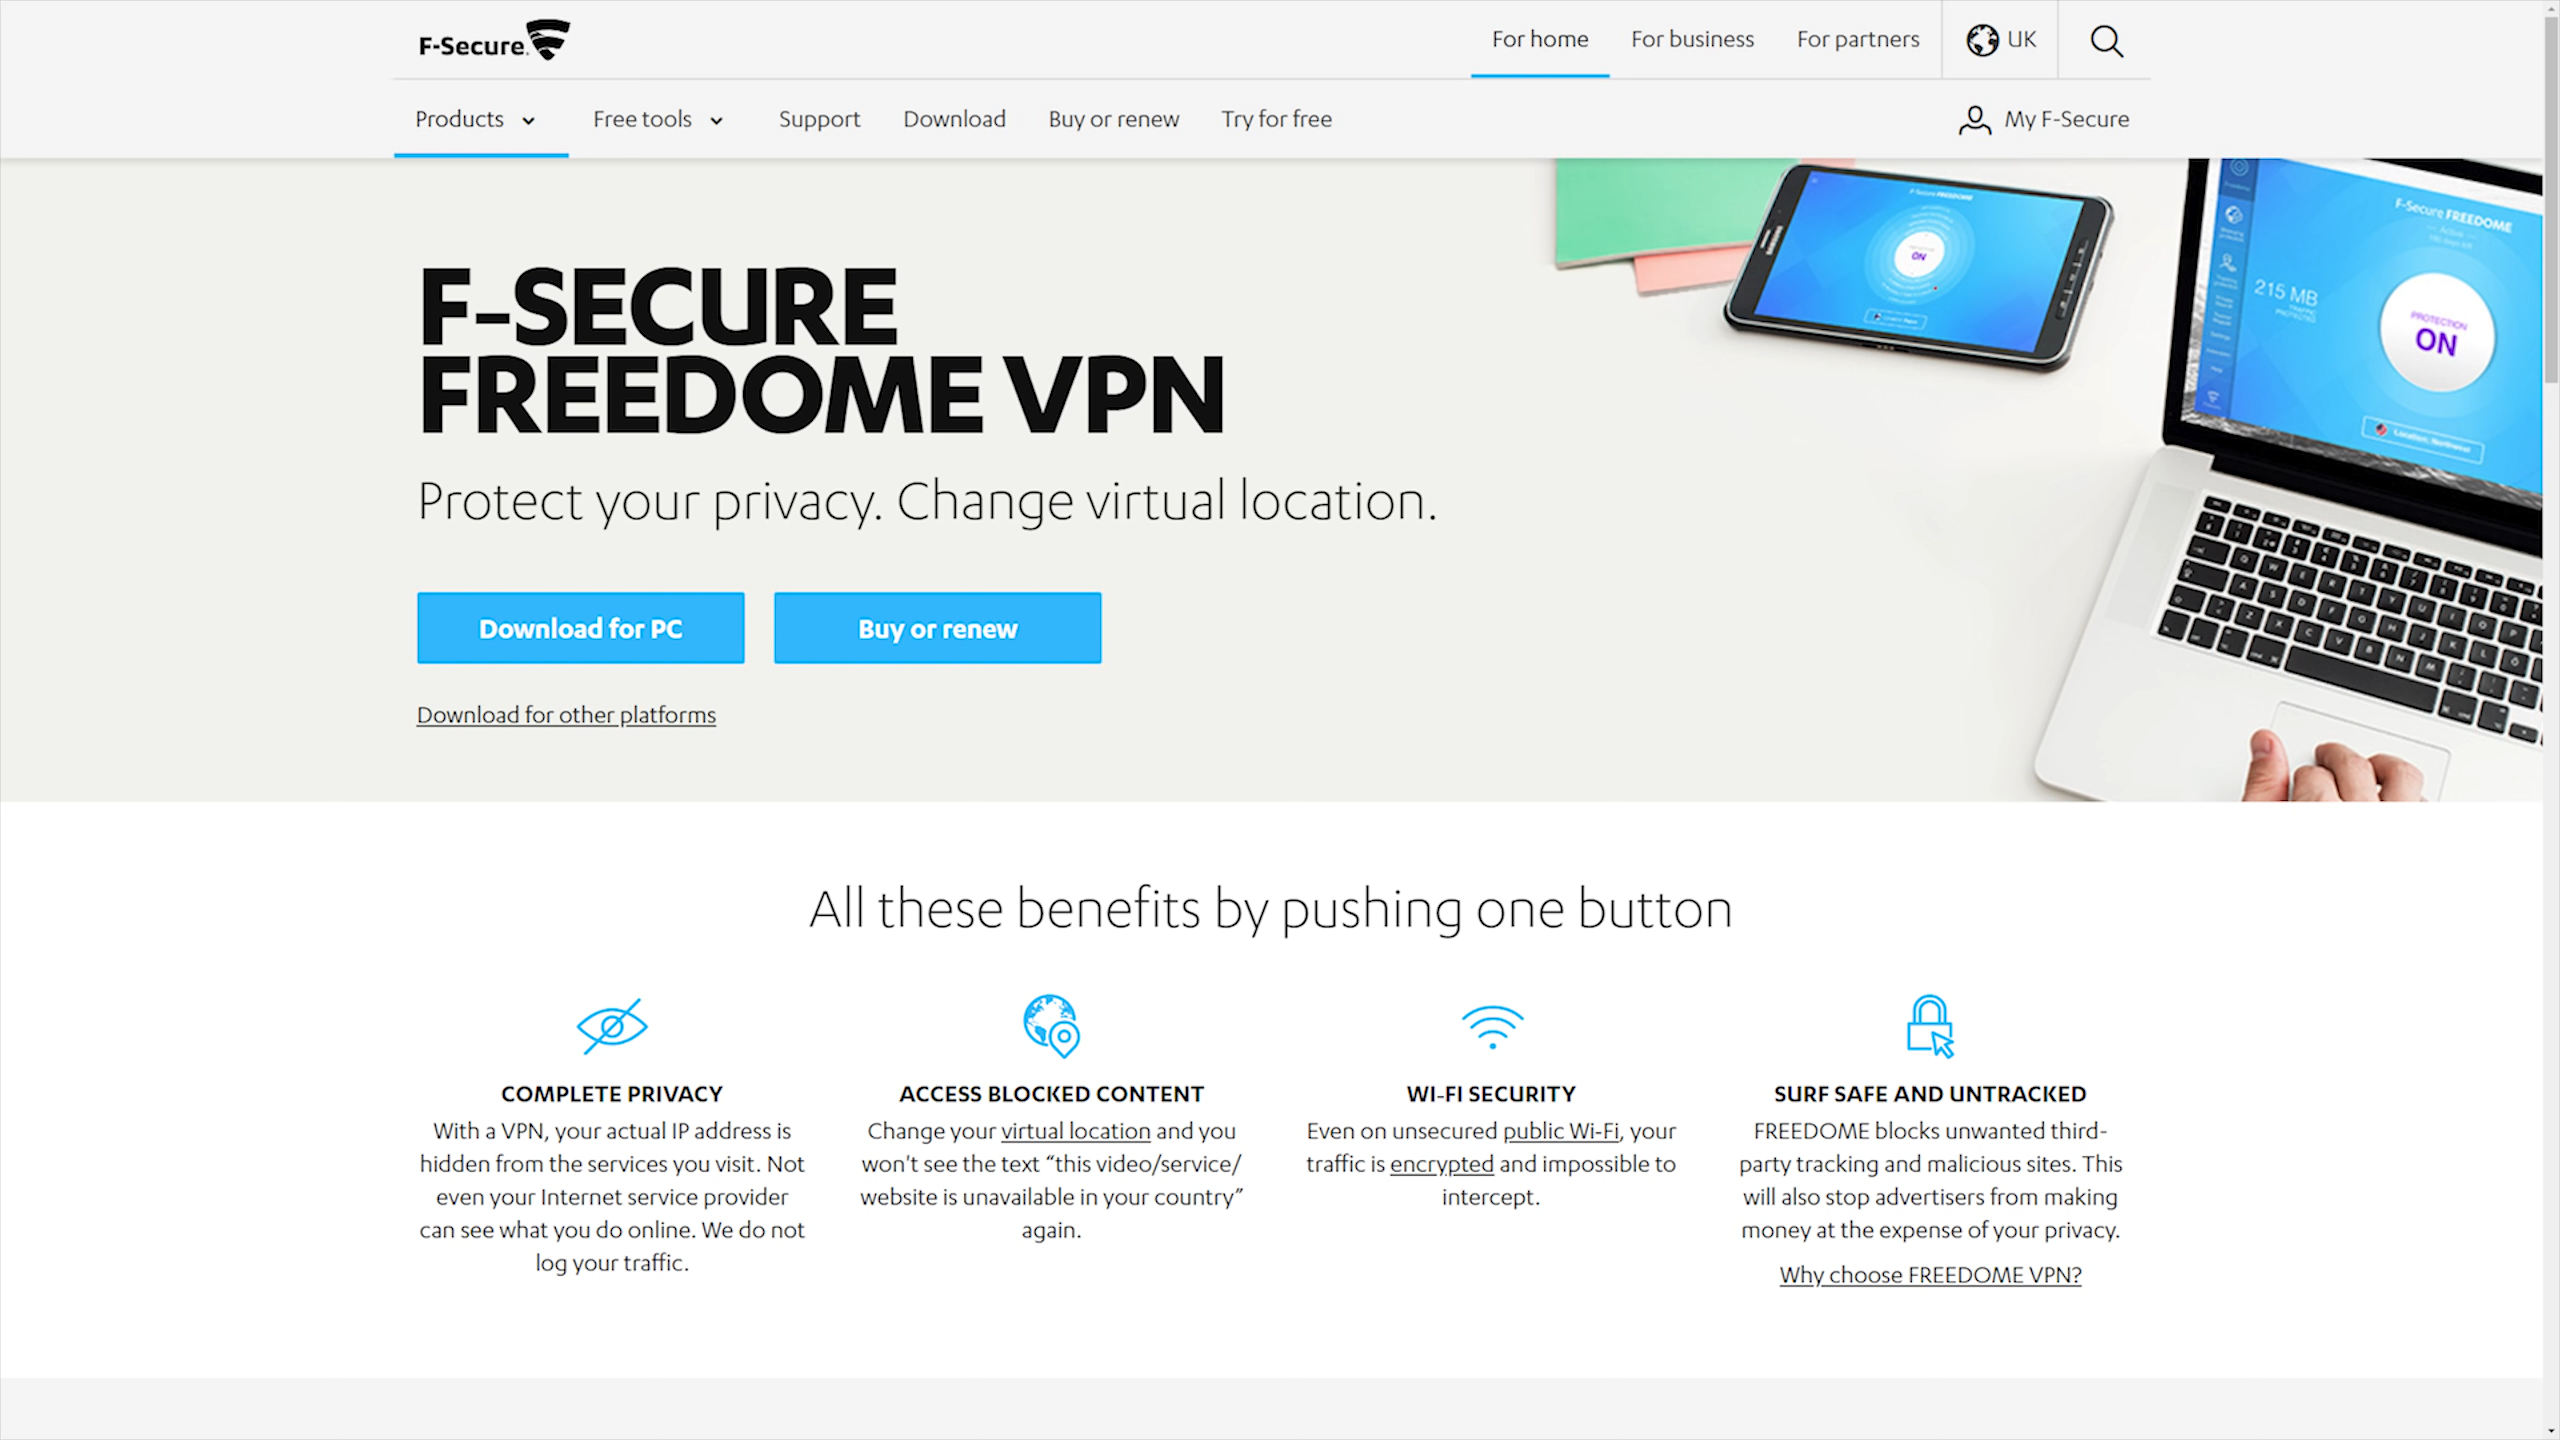 F-Secure.
For home
For business
For partners
UK
Products
Free tools
Support
Download
Buy or renew
Try for free
My F-Secure
F-SECURE
FREEDOME VPN
Protect your privacy. Change virtual location.
Download for PC
Buy or renew
Download for other platforms
F-Secure FREEDOME
ON
F-Secure FREEDOME
215 MB
PROTECTION
ON
All these benefits by pushing one button
COMPLETE PRIVACY
With a VPN, your actual IP address is
hidden from the services you visit. Not
even your Internet service provider
can see what you do online. We do not
log your traffic.
ACCESS BLOCKED CONTENT
Change your virtual location and you
won't see the text “this video/service/
website is unavailable in your country”
again.
WI-FI SECURITY
Even on unsecured public Wi-Fi, your
traffic is encrypted and impossible to
intercept.
SURF SAFE AND UNTRACKED
FREEDOME blocks unwanted third-
party tracking and malicious sites. This
will also stop advertisers from making
money at the expense of your privacy.
Why choose FREEDOME VPN?